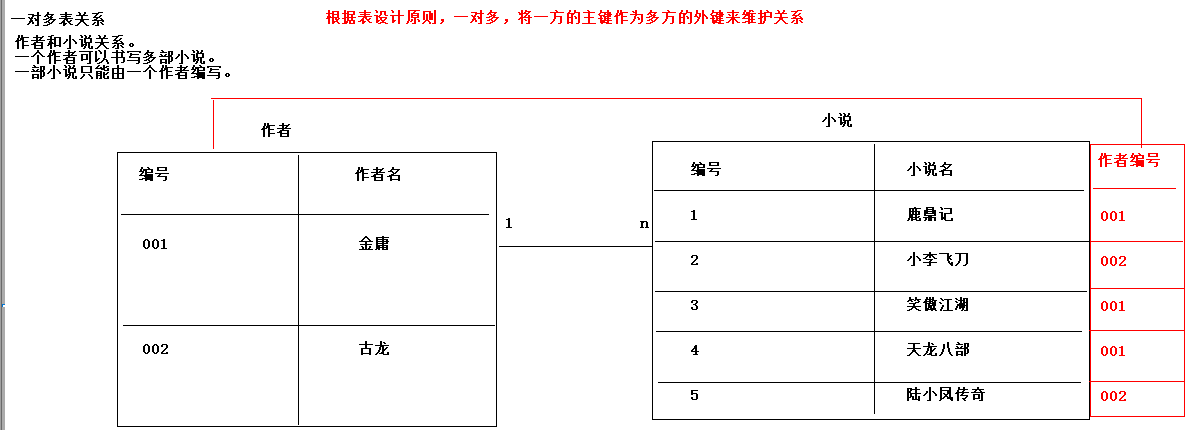 一对多表关系
根据表设计原则，一对多，将一方的主键作为多方的外键来维护关系
作者和小说关系。
一个作者可以书写多部小说。
一部小说只能由一个作者编写。
作者
小说
编号 作者名
001 金庸
002 古龙
1 n
编号 小说名 作者编号
1 鹿鼎记 001
2 小李飞刀 002
3 笑傲江湖 001
4 天龙八部 001
5 陆小凤传奇 002